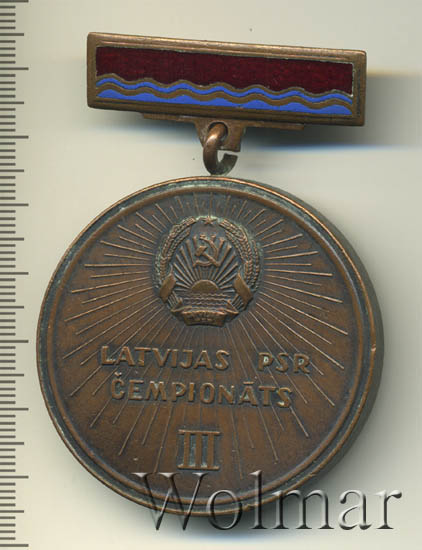 LATVIJAS PSR
ČEMPIONĀTS
III
Wolmar